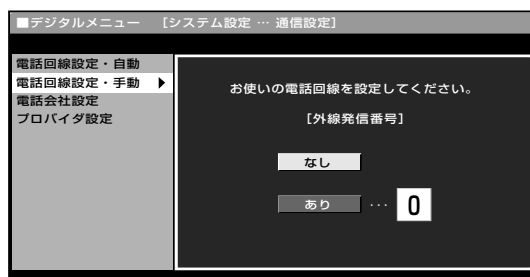 ■デジタルメニュー [システム設定 … 通信設定]
電話回線設定・自動
電話回線設定・手動 ▶
電話会社設定
プロバイダ設定
お使いの電話回線を設定してください。
[外線発信番号]
なし
あり … 0